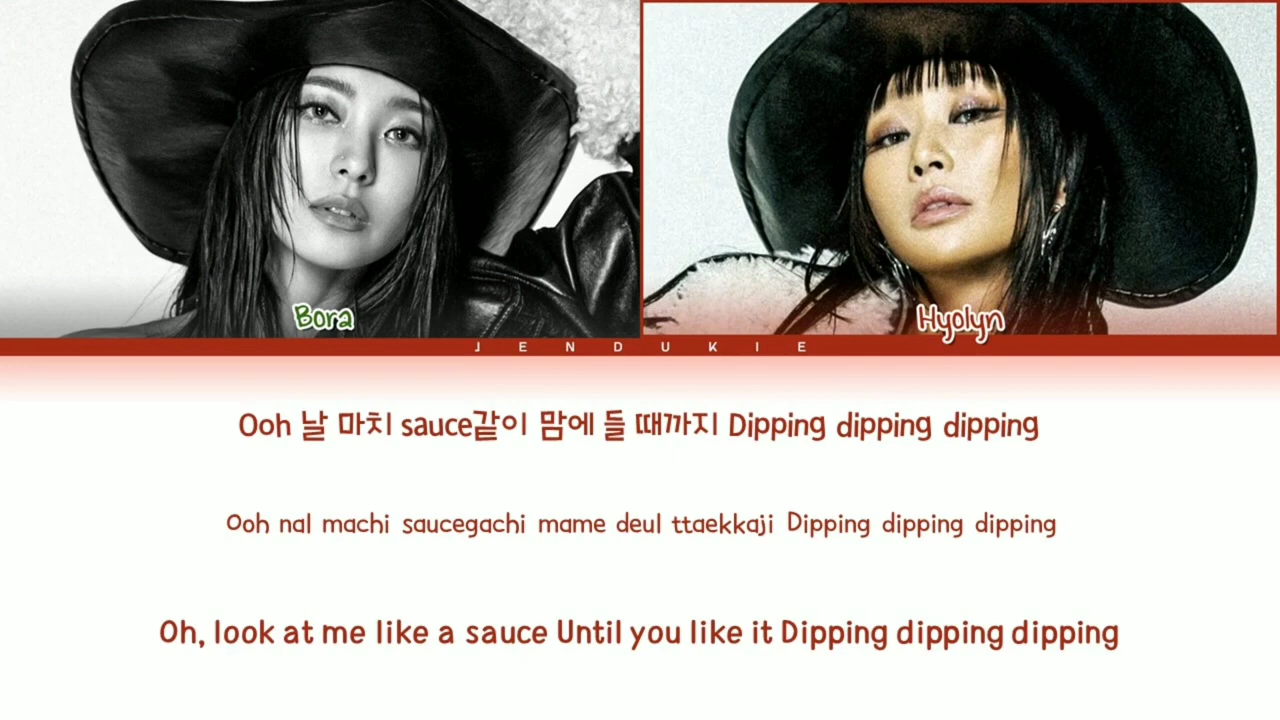 Bora
Hyolyn
JENDUKIE
Ooh 날 마치 sauce같이 맘에 들 때까지 Dipping dipping dipping
Ooh nal machi saucegachi mame deul ttaekkaji Dipping dipping dipping
Oh, look at me like a sauce Until you like it Dipping dipping dipping